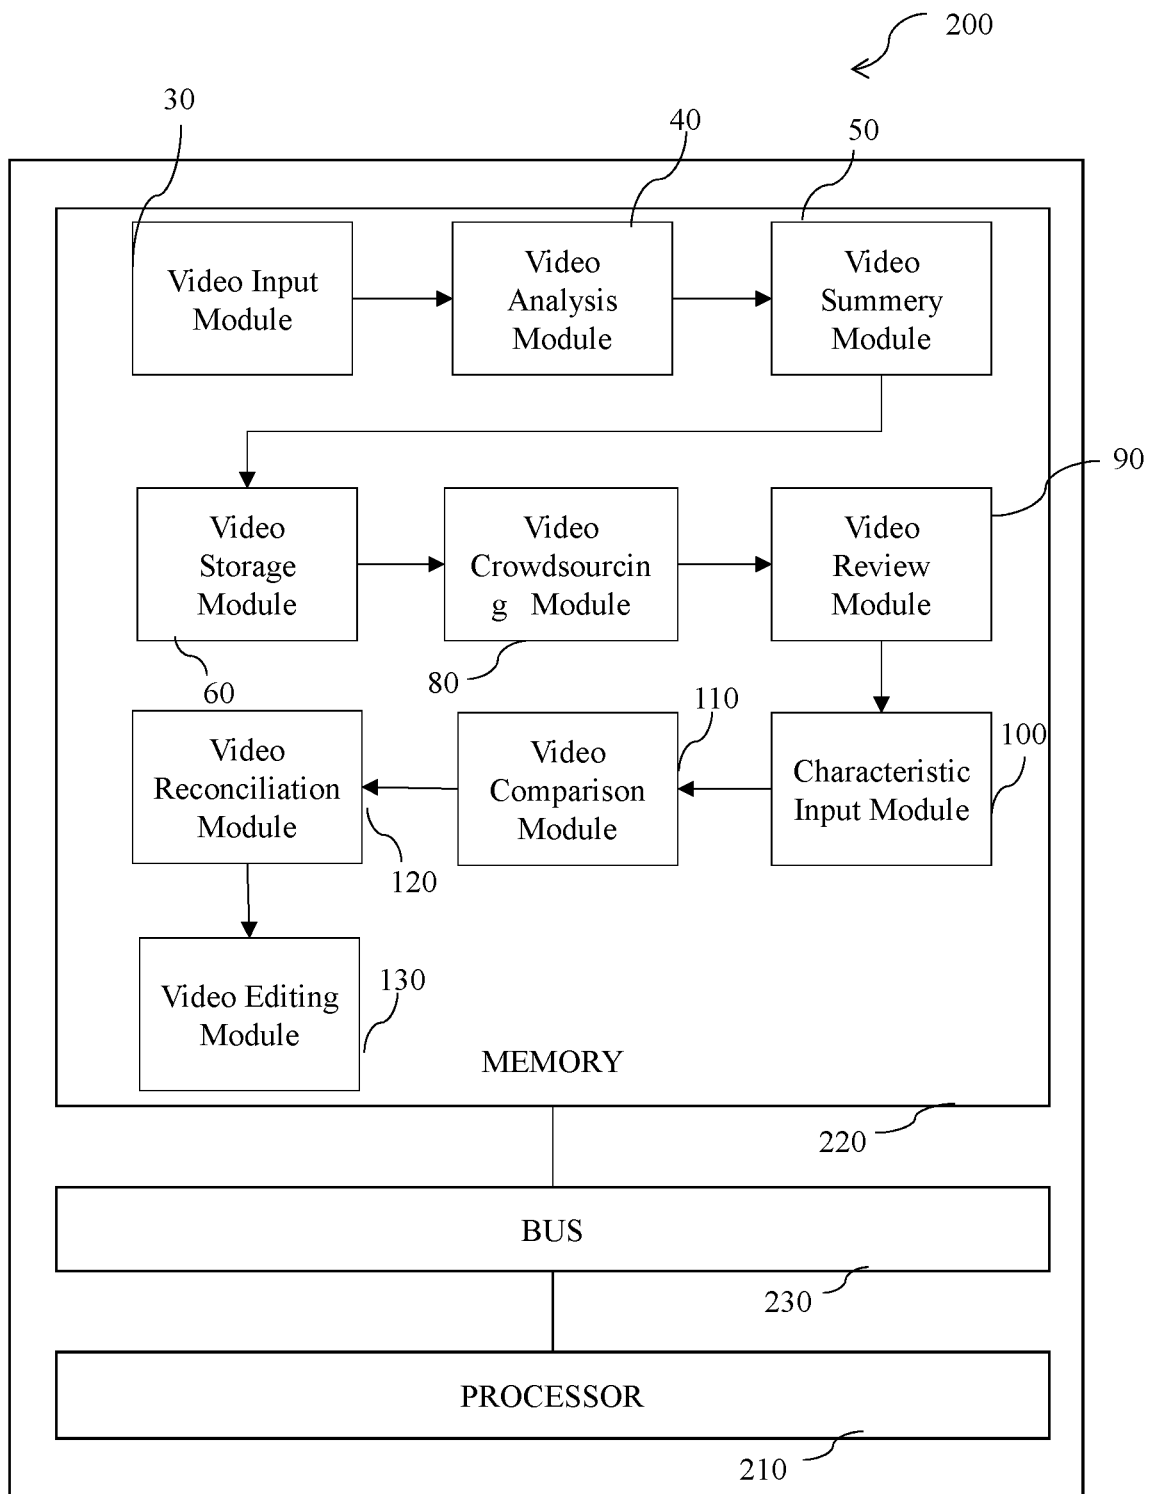 200
30
40
50
Video Input
Module
Video
Analysis
Module
Video
Summery
Module
90
Video
Storage
Module
Video
Crowdsourcin
g Module
Video
Review
Module
60
80
110
100
Video
Reconciliation
Module
Video
Comparison
Module
Characteristic
Input Module
120
Video Editing
Module
130
MEMORY
220
BUS
230
PROCESSOR
210